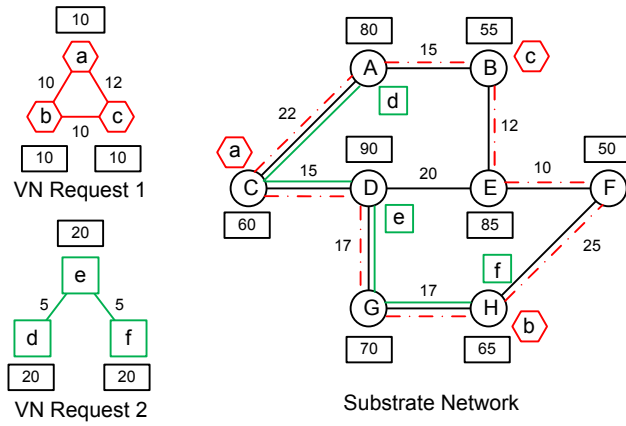 10
a
10 12
b 10 c
10 10
VN Request 1
20
e
5 5
d f
20 20
VN Request 2
80 55
15
A B c
d
22 12
a 90 50
15 20 10
C D E F
60 e 85
17 25
f
17
G H
b
70 65
Substrate Network